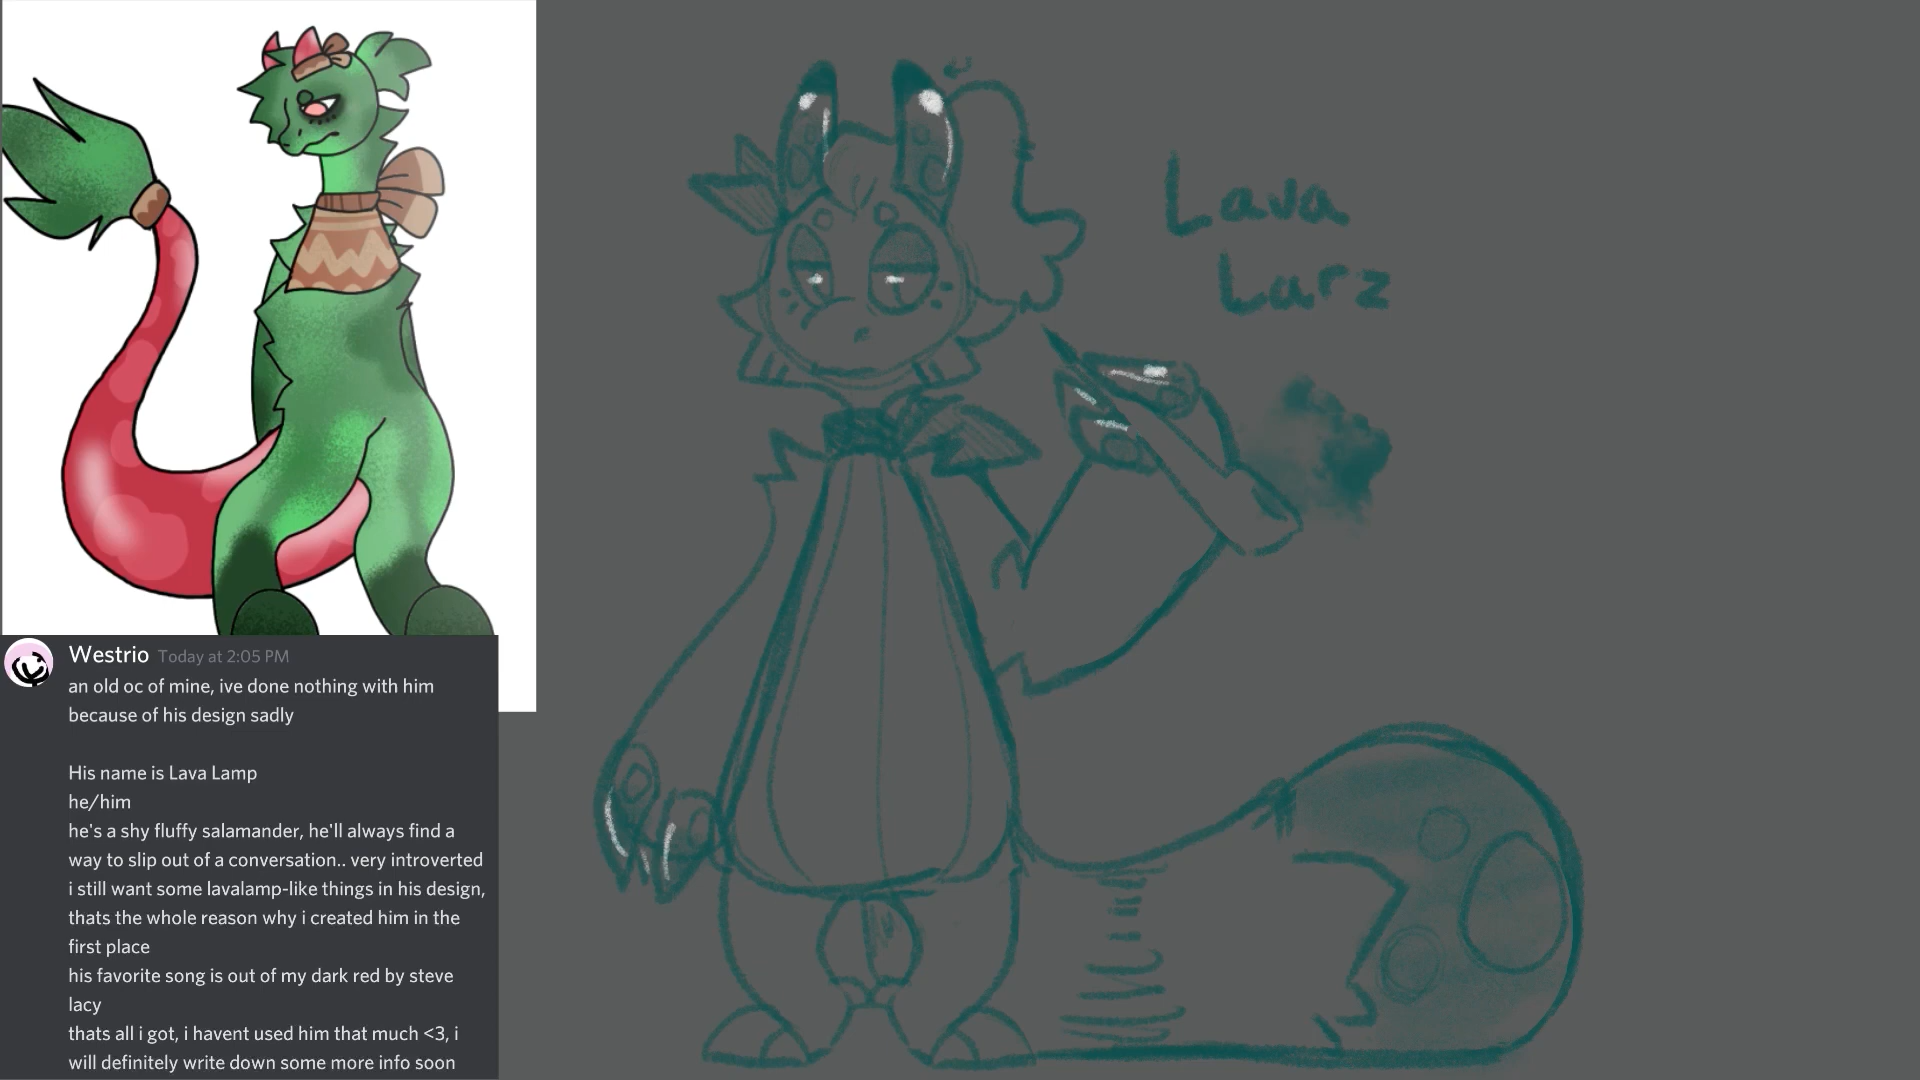 Westrio Today at 2:05 PM
an old oc of mine, ive done nothing with him
because of his design sadly
His name is Lava Lamp
he/him
he's a shy fluffy salamander, he'll always find a
way to slip out of a conversation.. very introverted
i still want some lavalamp-like things in his design,
thats the whole reason why i created him in the
first place
his favorite song is out of my dark red by steve
lacy
thats all i got, i havent used him that much <3, i
will definitely write down some more info soon
Lava
Larz